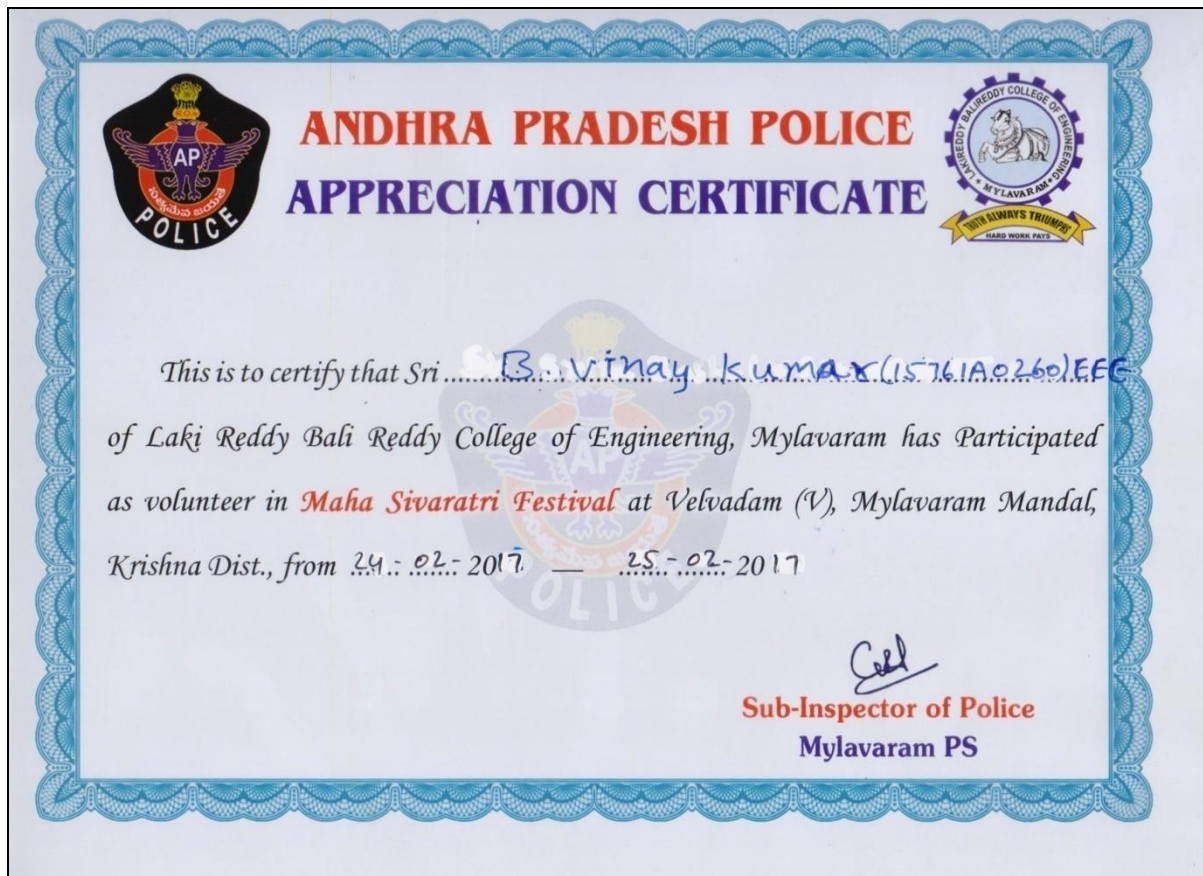 ANDHRA PRADESH POLICE
APPRECIATION CERTIFICATE
AP
POLICE
LAKIREDDY BALIREDDY COLLEGE OF ENGINEERING
MYLAVARAM
TRUTH ALWAYS TRIUMPHS
HARD WORK PAYS
This is to certify that Sri B. Vinay Kumar (15761A0260) EEE
of Laki Reddy Bali Reddy College of Engineering, Mylavaram has Participated
as volunteer in Maha Sivaratri Festival at Velvadam (V), Mylavaram Mandal,
Krishna Dist., from 24-02-2017 — 25-02-2017
AP
POLICE
Sub-Inspector of Police
Mylavaram PS